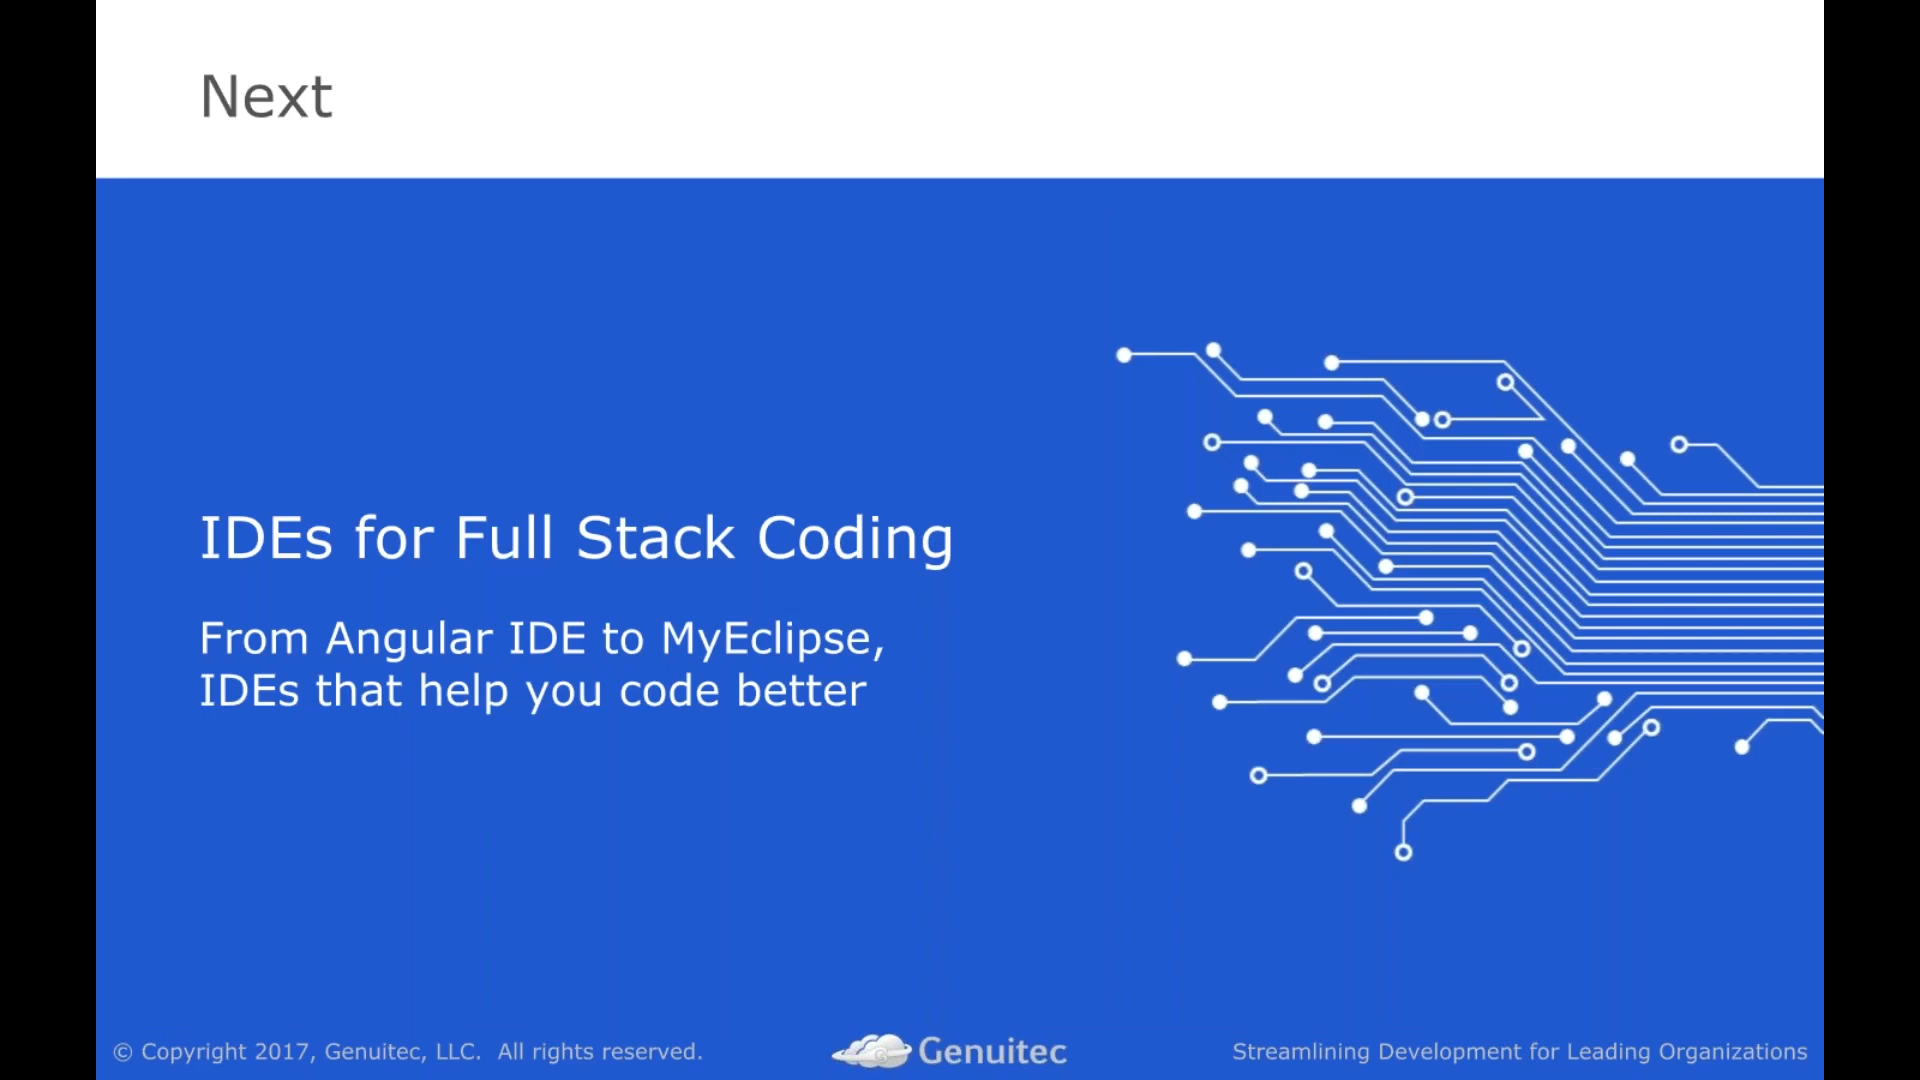 Next
IDEs for Full Stack Coding
From Angular IDE to MyEclipse,
IDEs that help you code better
© Copyright 2017, Genuitec, LLC.  All rights reserved.
Genuitec
Streamlining Development for Leading Organizations